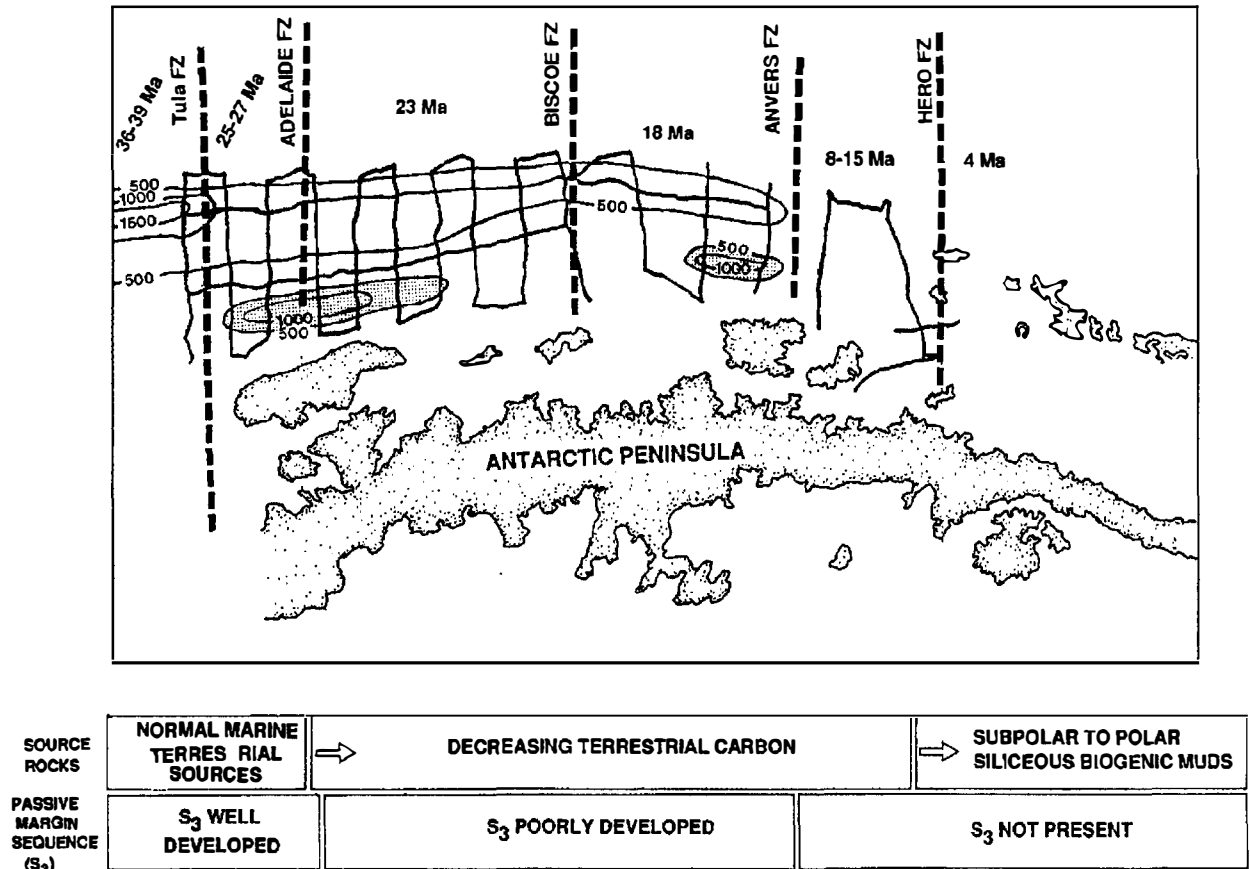 36-39 Ma
Tula FZ
25-27 Ma
ADELAIDE FZ
23 Ma
BISCOE FZ
18 Ma
ANVERS FZ
8-15 Ma
HERO FZ
4 Ma
500
1000
1500
500
500
500
1000
1000
500
ANTARCTIC PENINSULA
SOURCE
ROCKS
NORMAL MARINE
TERRES RIAL
SOURCES
DECREASING TERRESTRIAL CARBON
SUBPOLAR TO POLAR
SILICEOUS BIOGENIC MUDS
PASSIVE
MARGIN
SEQUENCE
(S3)
S3 WELL
DEVELOPED
S3 POORLY DEVELOPED
S3 NOT PRESENT